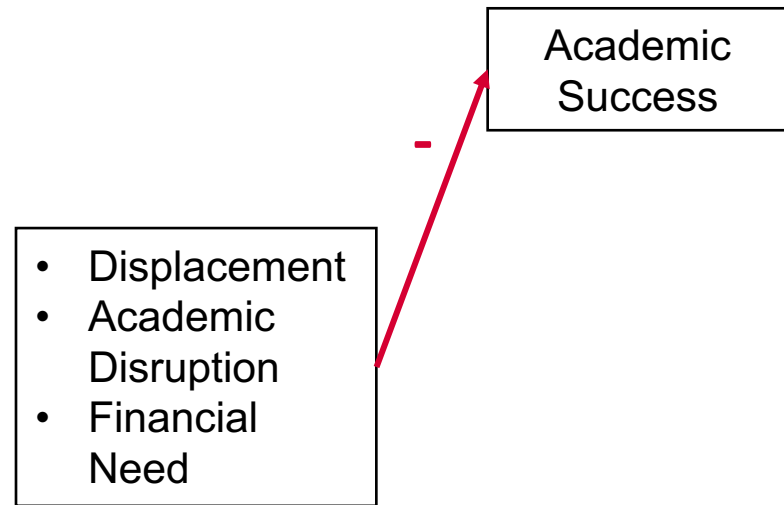 Academic
Success
-
• Displacement
• Academic
Disruption
• Financial
Need